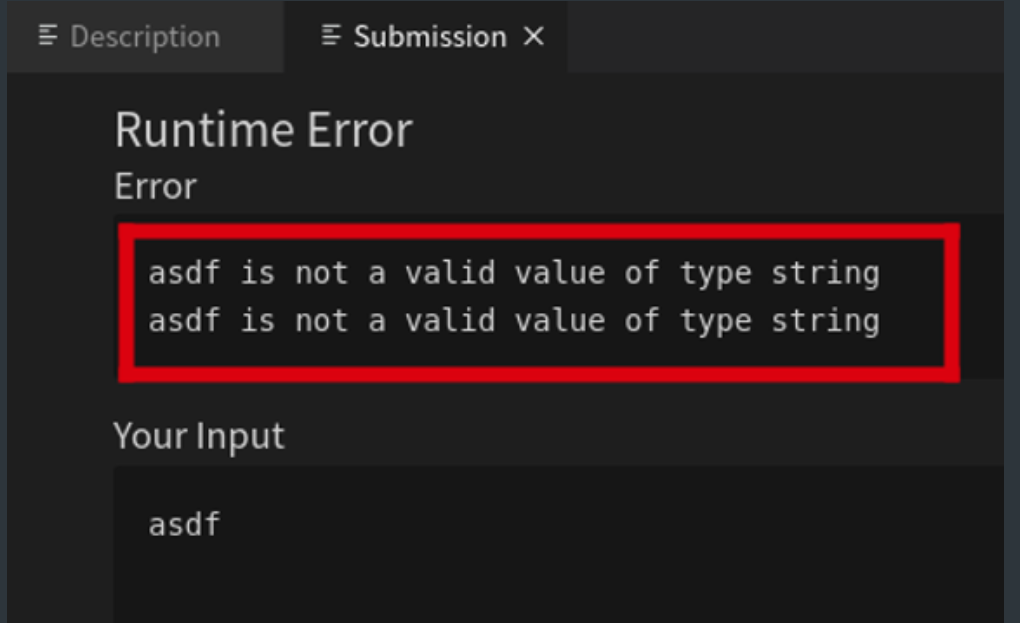 Description
Submission
Runtime Error
Error
asdf is not a valid value of type string
asdf is not a valid value of type string
Your Input
asdf